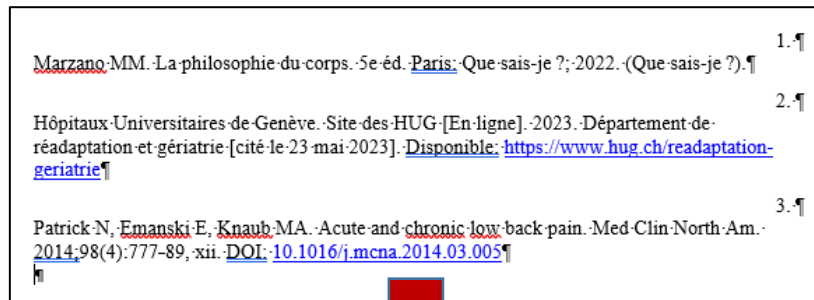 1.·¶
Marzano·MM.·La·philosophie·du·corps.·5e·éd.·Paris:·Que·sais-je·?;·2022.·(Que·sais-je·?).¶
2.·¶
Hôpitaux·Universitaires·de·Genève.·Site·des·HUG·[En·ligne].·2023.·Département·de·
réadaptation·et·gériatrie·[cité·le·23·mai·2023].·Disponible:·https://www.hug.ch/readaptation-
geriatrie¶
3.·¶
Patrick·N,·Emanski·E,·Knaub·MA.·Acute·and·chronic·low·back·pain.·Med·Clin·North·Am.·
2014;98(4):777–89,·xii.·DOI:·10.1016/j.mcna.2014.03.005¶
¶